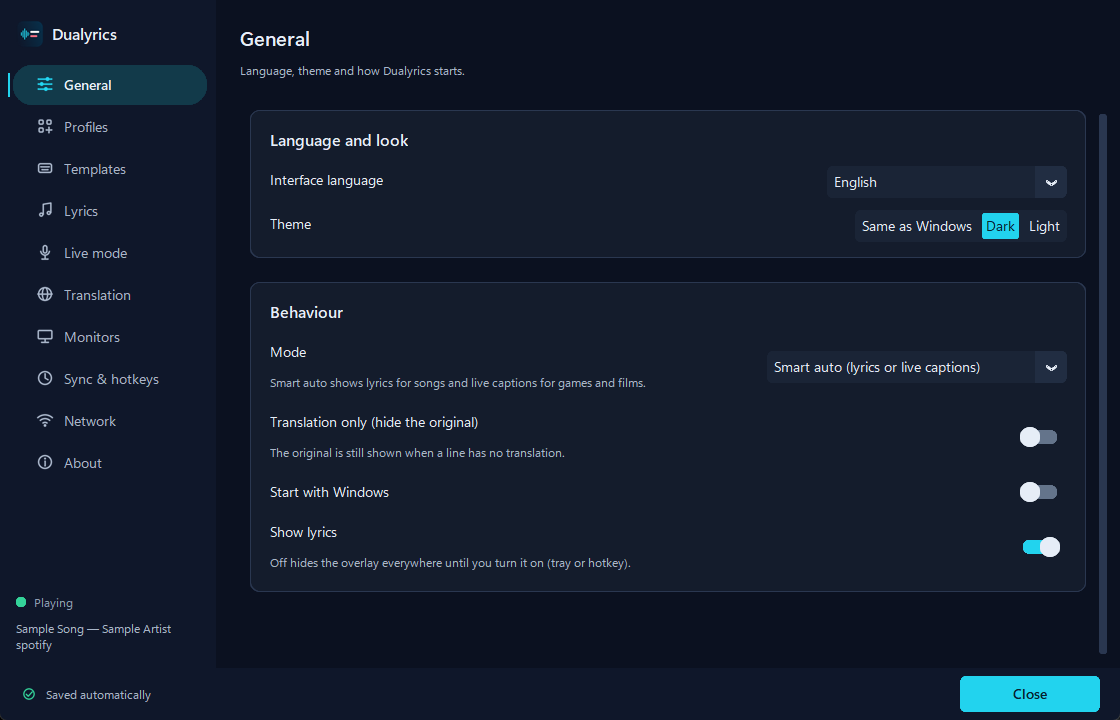 Dualyrics
General
Profiles
Templates
Lyrics
Live mode
Translation
Monitors
Sync & hotkeys
Network
About
Playing
Sample Song — Sample Artist
spotify
Saved automatically
General
Language, theme and how Dualyrics starts.
Language and look
Interface language
English
Theme
Same as Windows Dark Light
Behaviour
Mode
Smart auto shows lyrics for songs and live captions for games and films.
Smart auto (lyrics or live captions)
Translation only (hide the original)
The original is still shown when a line has no translation.
Start with Windows
Show lyrics
Off hides the overlay everywhere until you turn it on (tray or hotkey).
Close